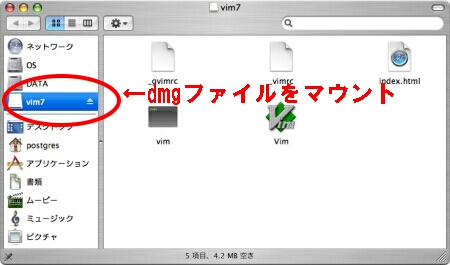 vim7
ネットワーク
OS
DATA
vim7
デスクトップ
postgres
アプリケーション
書類
ムービー
ミュージック
ピクチャ
_gvimrc
vimrc
index.html
←dmgファイルをマウント
vim
Vim
5 項目、4.2 MB 空き